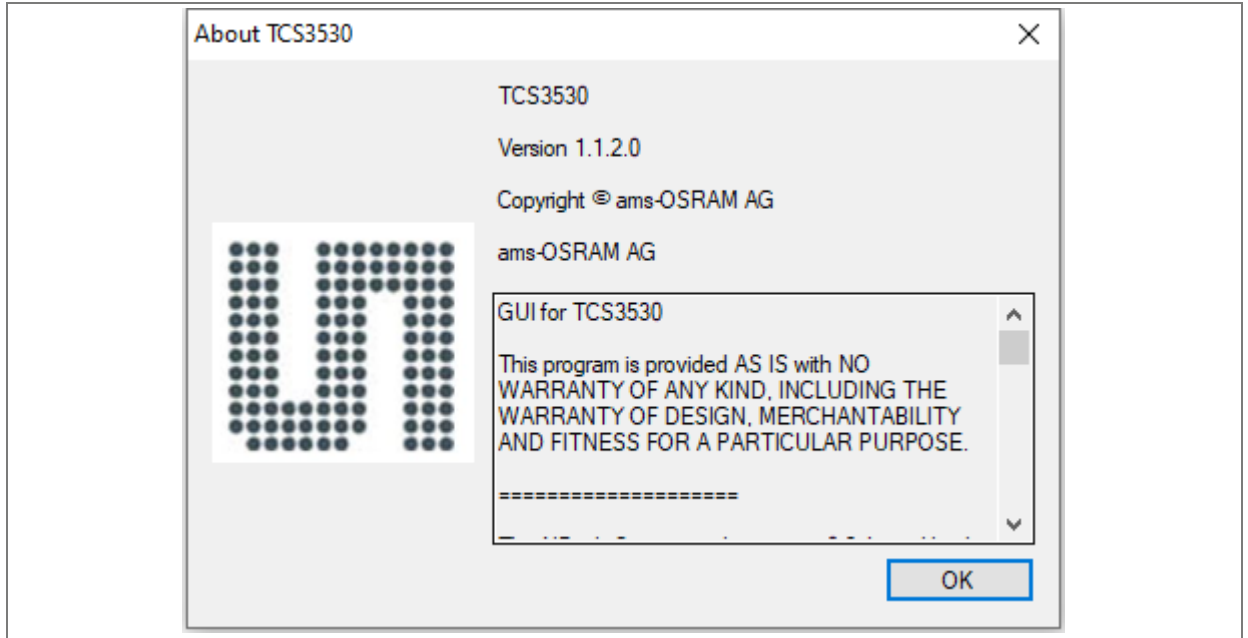 About TCS3530
TCS3530
Version 1.1.2.0
Copyright © ams-OSRAM AG
ams-OSRAM AG
GUI for TCS3530
This program is provided AS IS with NO
WARRANTY OF ANY KIND, INCLUDING THE
WARRANTY OF DESIGN, MERCHANTABILITY
AND FITNESS FOR A PARTICULAR PURPOSE.
====================
OK